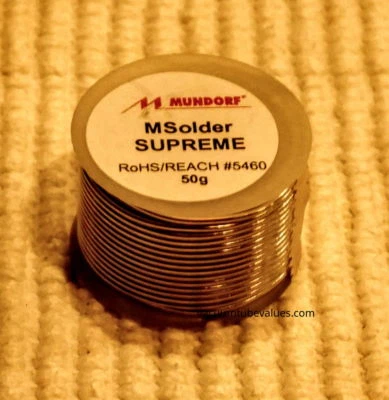 MUNDORF®
MSolder
SUPREME
RoHS/REACH #5460
50g